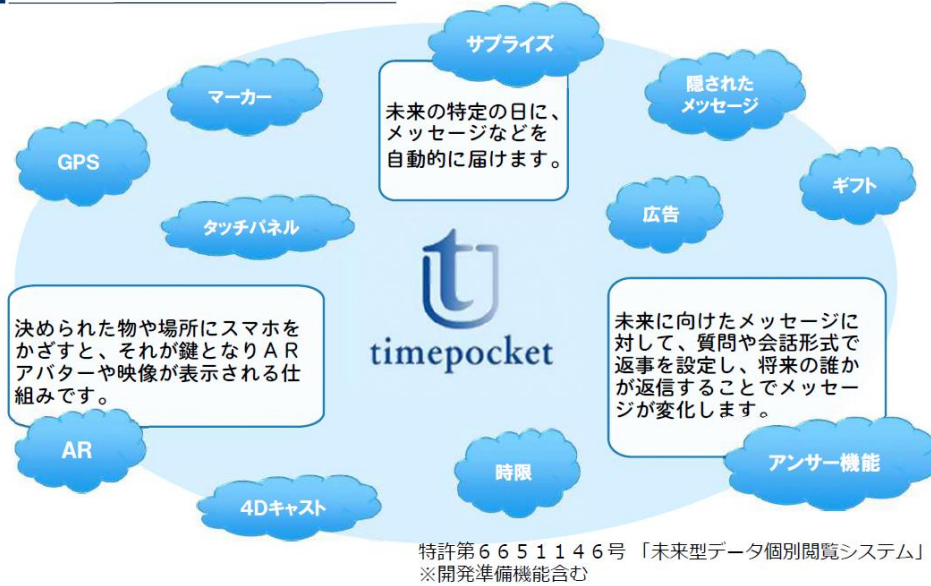 サプライズ
マーカー
隠された
メッセージ
未来の特定の日に、
メッセージなどを
自動的に届けます。
GPS
ギフト
タッチパネル
広告
timepocket
決められた物や場所にスマホを
かざすと、それが鍵となりＡＲ
アバターや映像が表示される仕
組みです。
未来に向けたメッセージに
対して、質問や会話形式で
返事を設定し、将来の誰か
が返信することでメッセー
ジが変化します。
AR
時限
アンサー機能
4Dキャスト
特許第６６５１１４６号 「未来型データ個別閲覧システム」
※開発準備機能含む